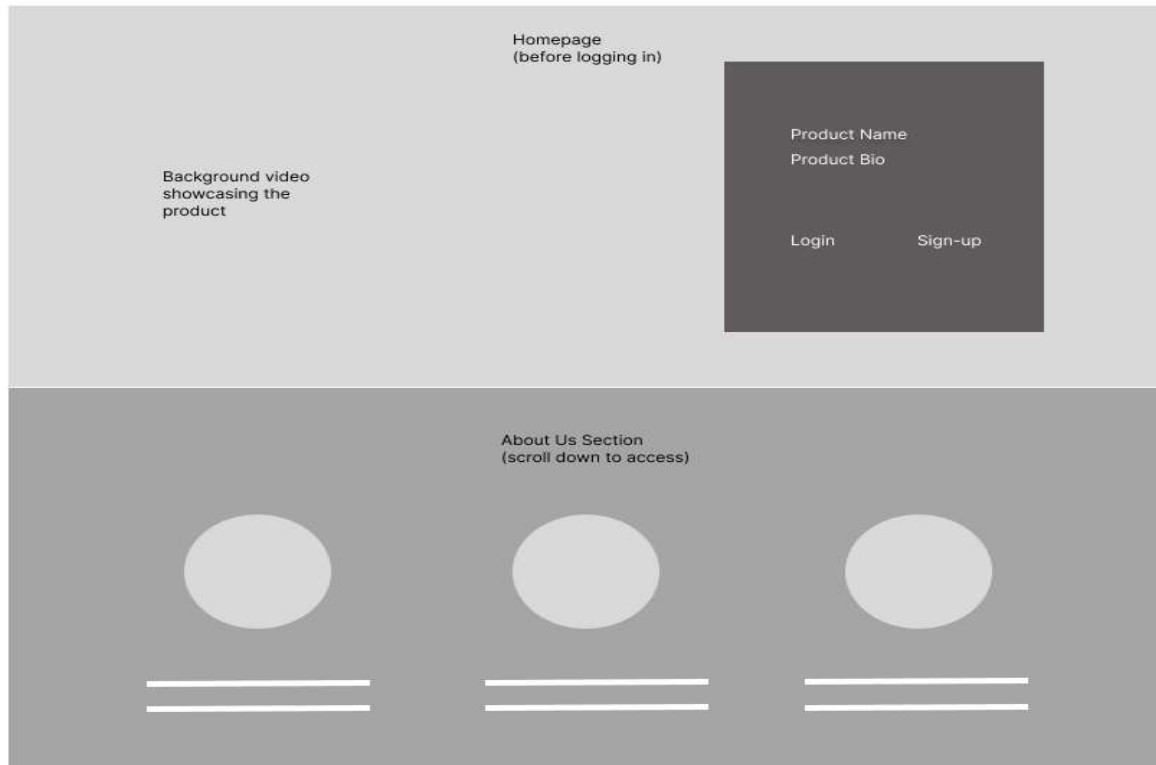 Homepage
(before logging in)
Product Name
Product Bio
Background video
showcasing the
product
Login
Sign-up
About Us Section
(scroll down to access)